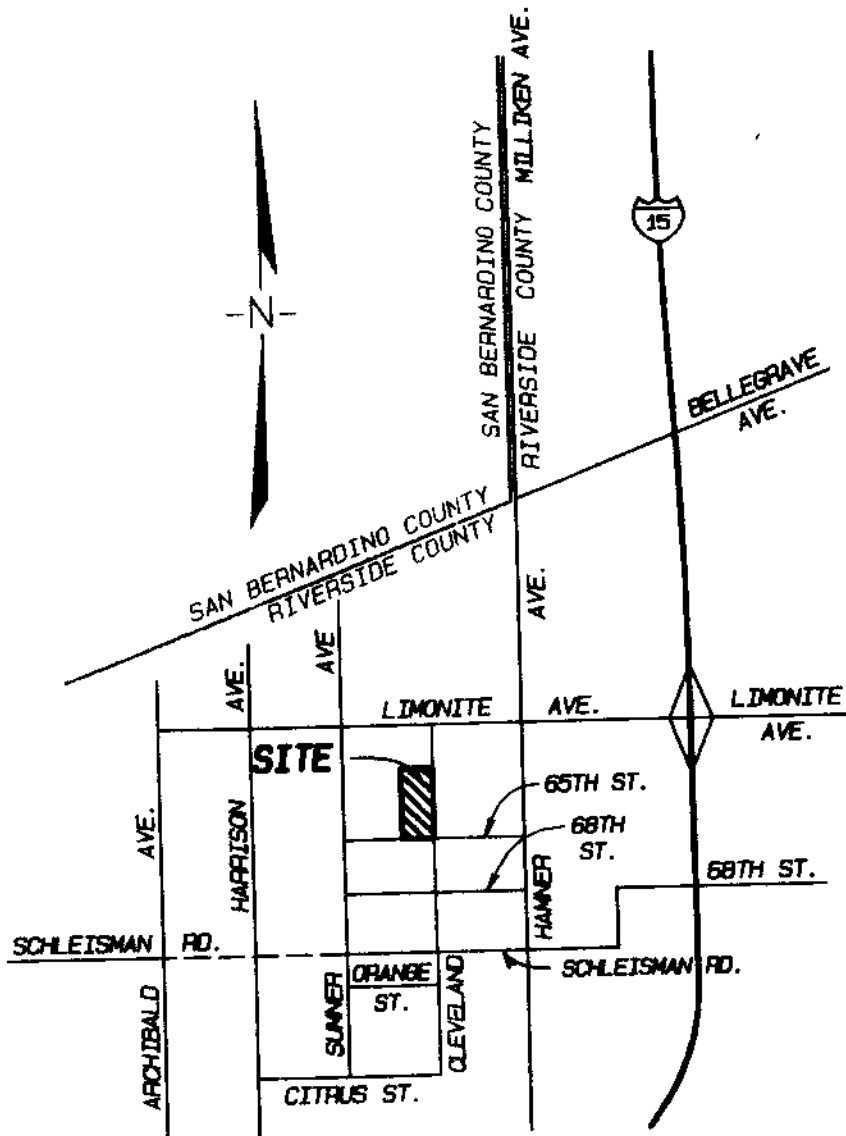 SAN BERNARDINO COUNTY
RIVERSIDE COUNTY
MILLIKEN AVE.
15
-N-
BELLEGRAVE
AVE.
SAN BERNARDINO COUNTY
RIVERSIDE COUNTY
AVE.
AVE.
AVE
LIMONITE AVE.
LIMONITE
AVE.
SITE
65TH ST.
68TH
ST.
AVE.
HARRISON
HAMNER
68TH ST.
SCHLEISMAN RD.
SCHLEISMAN RD.
ORANGE
ST.
SUMNER
CLEVELAND
ARCHIBALD
CITRUS ST.